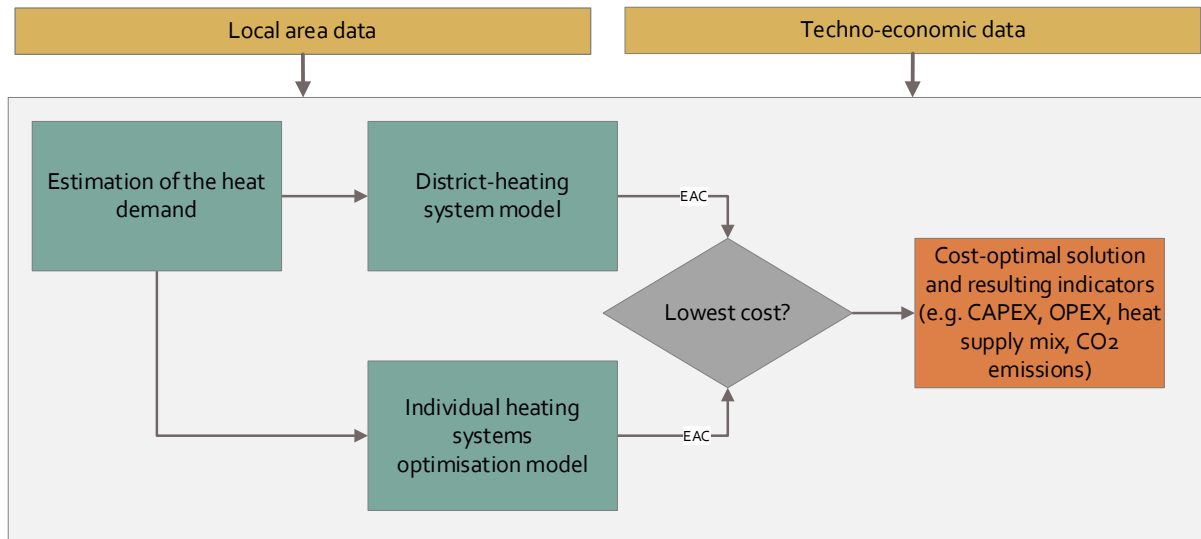 Local area data
Techno-economic data
Estimation of the heat
demand
District-heating
system model
EAC
Lowest cost?
Cost-optimal solution
and resulting indicators
(e.g. CAPEX, OPEX, heat
supply mix, CO2
emissions)
Individual heating
systems
optimisation model
EAC